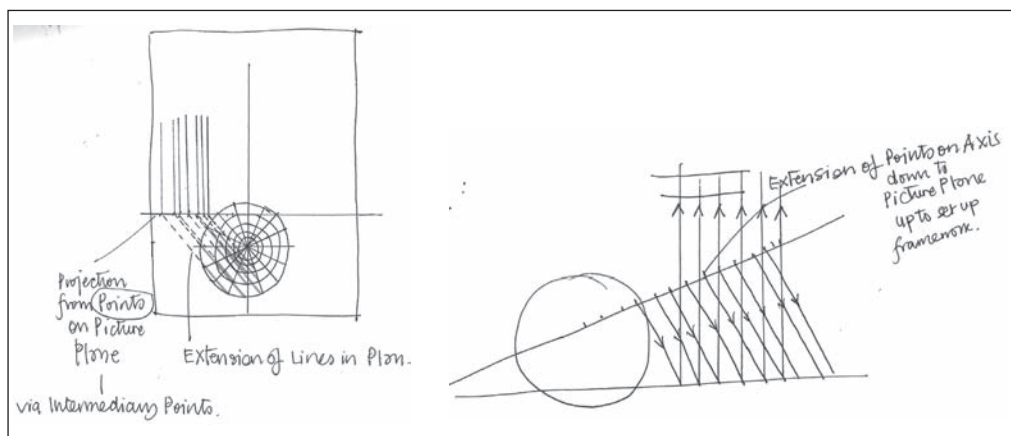 Projection
from Points
on Picture
Plane
via Intermediary Points.
Extension of Lines in Plan.
Extension of Points on Axis
down to
Picture Plane
up to set up
framework.